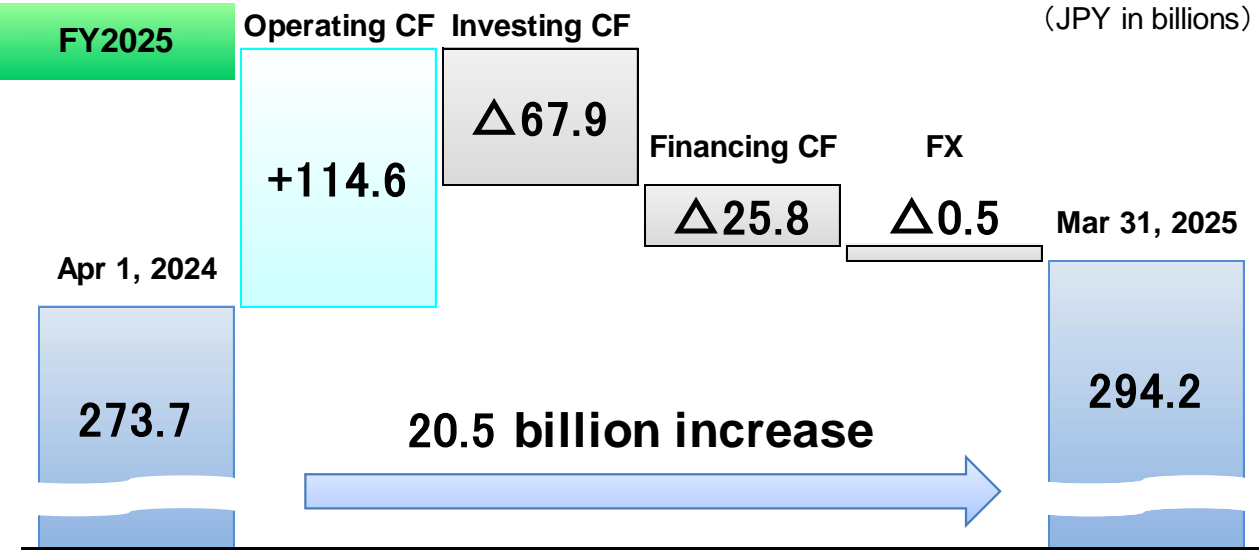 FY2025
(JPY in billions)
Operating CF
+114.6
Investing CF
△67.9
Financing CF
△25.8
FX
△0.5
Apr 1, 2024
273.7
Mar 31, 2025
294.2
20.5 billion increase